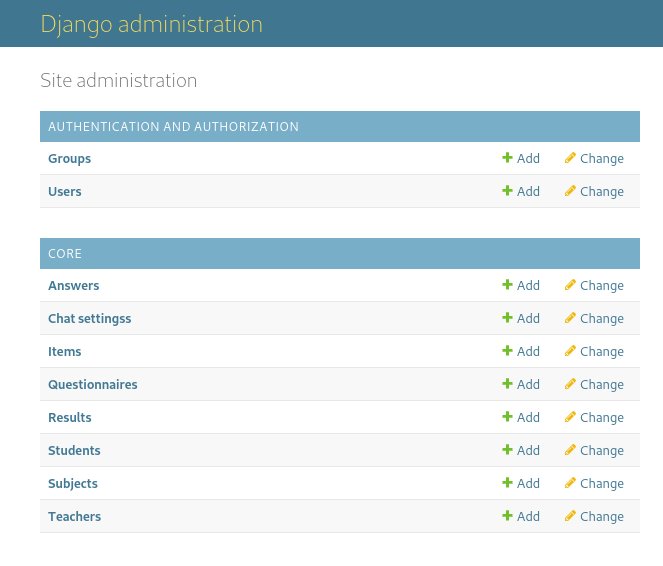 Django administration
Site administration
AUTHENTICATION AND AUTHORIZATION
Groups Add Change
Users Add Change
CORE
Answers Add Change
Chat settingss Add Change
Items Add Change
Questionnaires Add Change
Results Add Change
Students Add Change
Subjects Add Change
Teachers Add Change